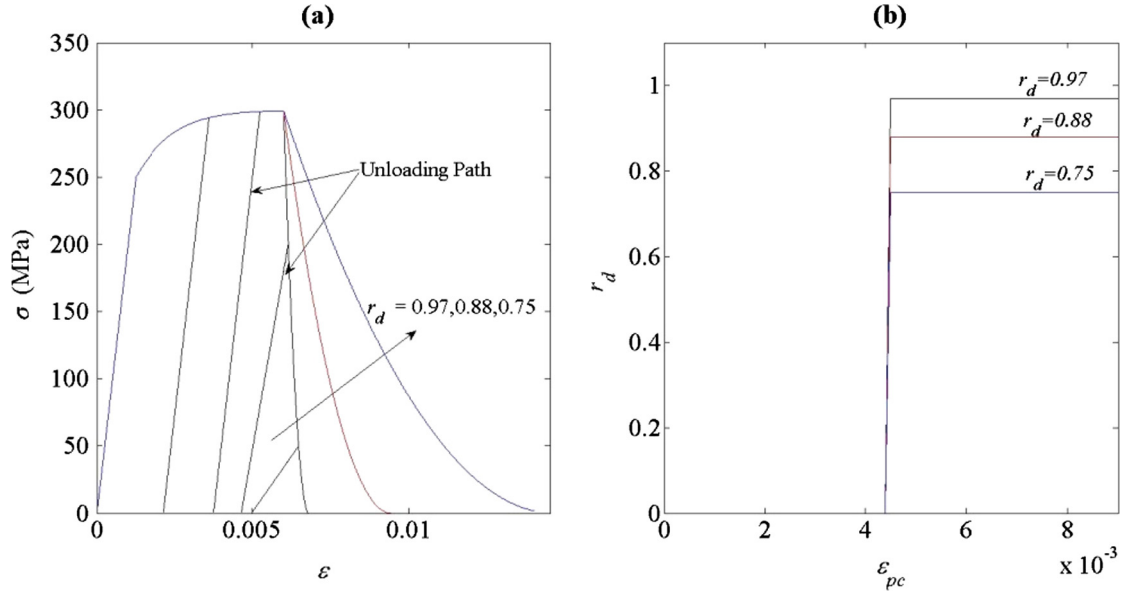 (a)
350
300
250
200
150
100
50
0
σ (MPa)
0
0.005
0.01
ε
Unloading Path
r_d = 0.97,0.88,0.75
(b)
1
0.8
0.6
0.4
0.2
0
r_d
0
2
4
6
8
x 10^-3
ε_pc
r_d=0.97
r_d=0.88
r_d=0.75